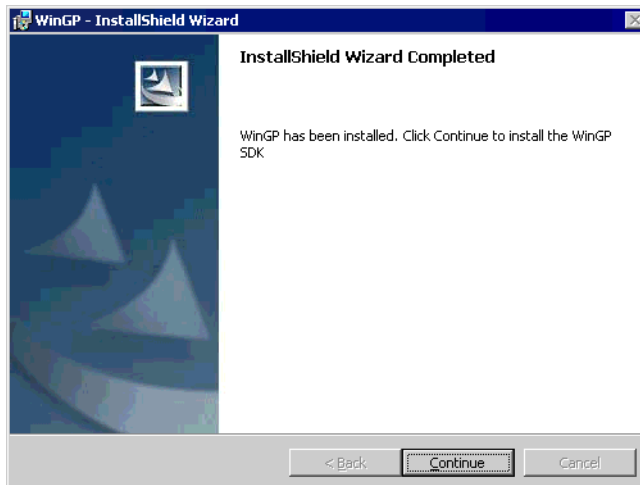 WinGP - InstallShield Wizard
InstallShield Wizard Completed
WinGP has been installed. Click Continue to install the WinGP
SDK
< Back
Continue
Cancel